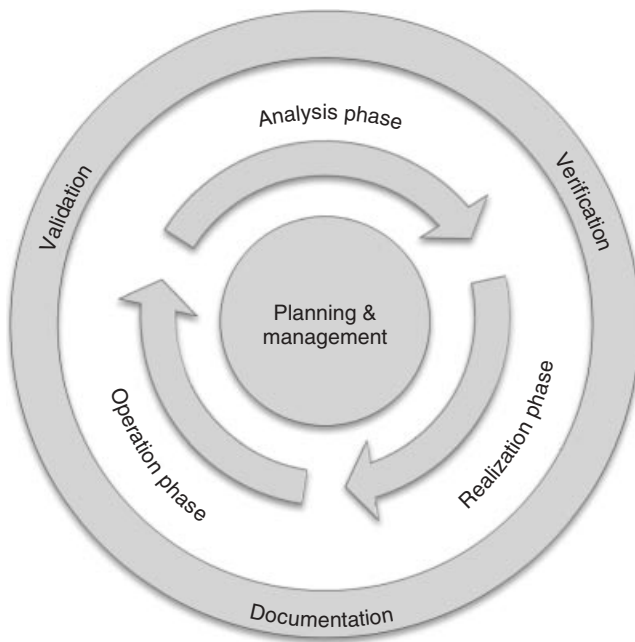 Analysis phase
Validation
Verification
Planning &
management
Operation phase
Realization phase
Documentation